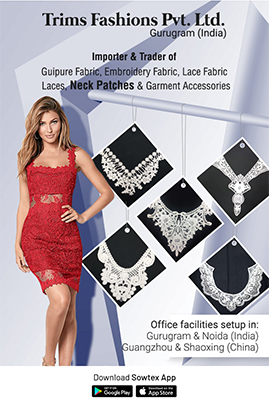 Trims Fashions Pvt. Ltd.
Gurugram (India)
Importer & Trader of
Guipure Fabric, Embroidery Fabric, Lace Fabric
Laces, Neck Patches & Garment Accessories
Office facilities setup in:
Gurugram & Noida (India)
Guangzhou & Shaoxing (China)
Download Sowtex App
Google Play
App Store